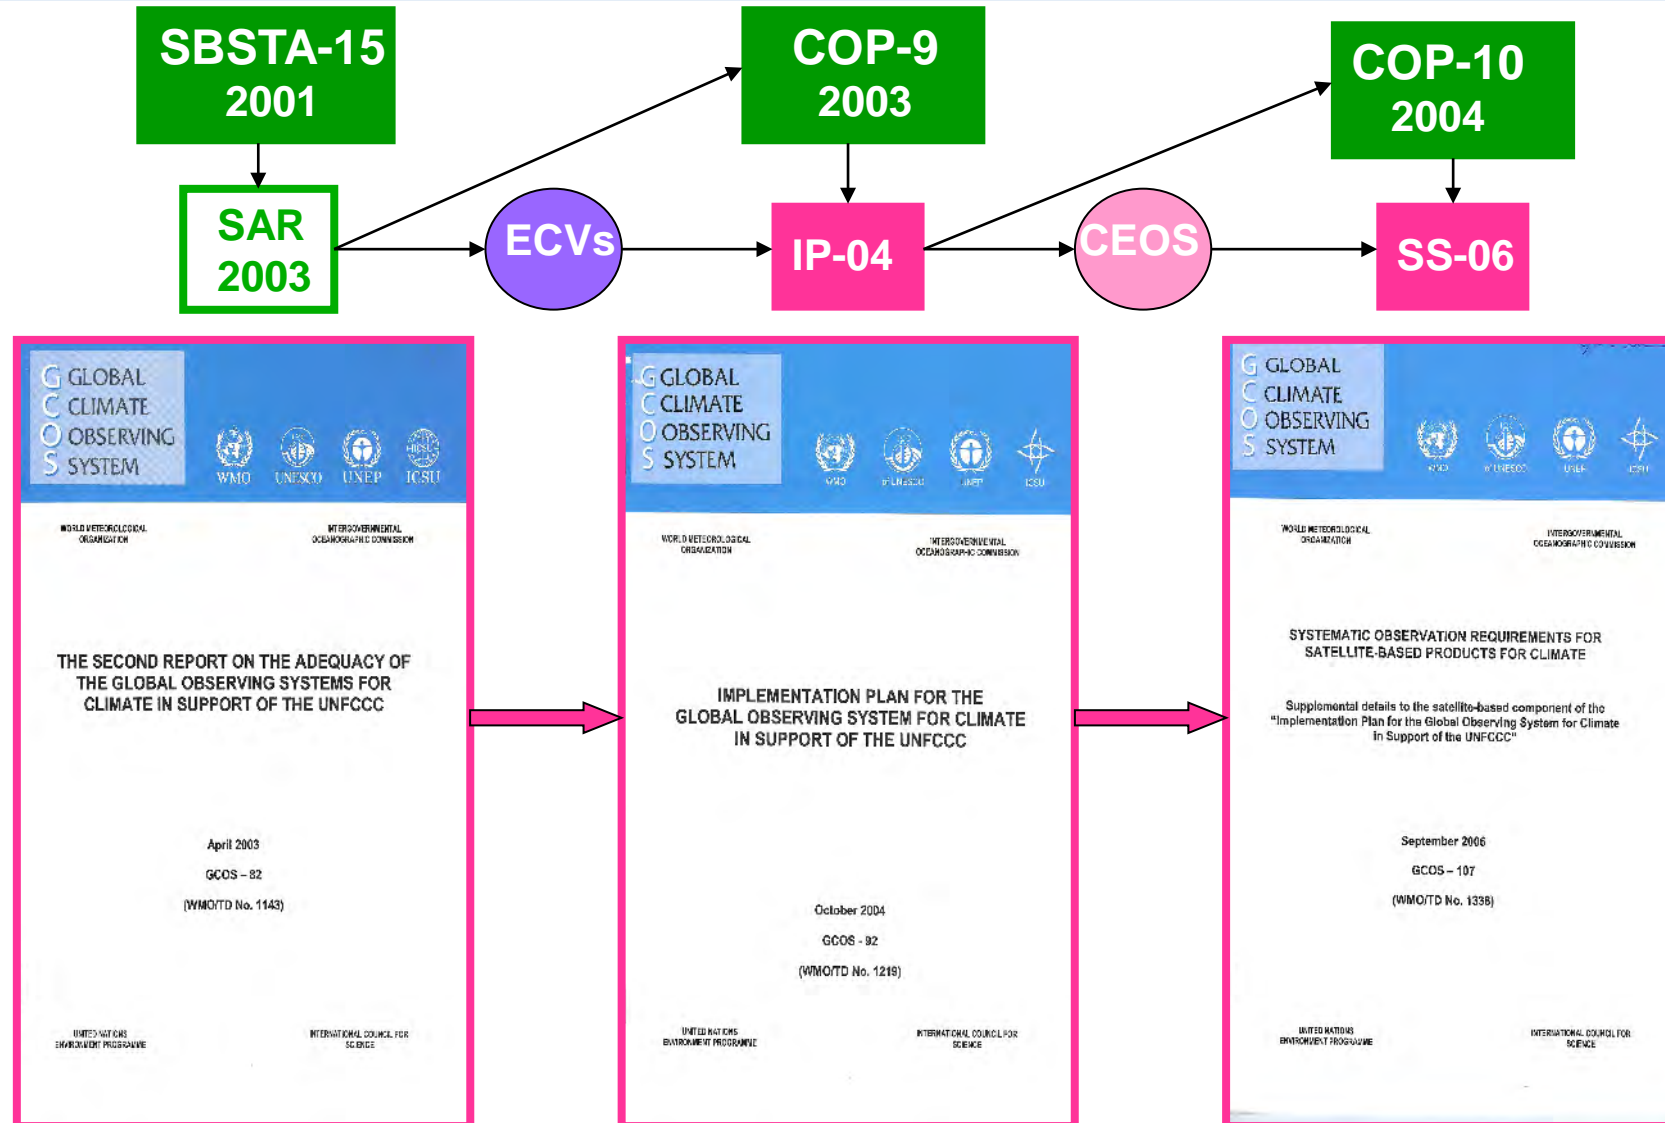 SBSTA-15
2001
COP-9
2003
COP-10
2004
SAR
2003
ECVs
IP-04
CEOS
SS-06
GLOBAL
CLIMATE
OBSERVING
SYSTEM
WMO UNESCO UNEP ICSU
WORLD METEOROLOGICAL
ORGANIZATION
INTERGOVERNMENTAL
OCEANOGRAPHIC COMMISSION
THE SECOND REPORT ON THE ADEQUACY OF
THE GLOBAL OBSERVING SYSTEMS FOR
CLIMATE IN SUPPORT OF THE UNFCCC
April 2003
GCOS – 82
(WMO/TD No. 1143)
UNITED NATIONS
ENVIRONMENT PROGRAMME
INTERNATIONAL COUNCIL FOR
SCIENCE
GLOBAL
CLIMATE
OBSERVING
SYSTEM
WMO UNESCO UNEP ICSU
WORLD METEOROLOGICAL
ORGANIZATION
INTERGOVERNMENTAL
OCEANOGRAPHIC COMMISSION
IMPLEMENTATION PLAN FOR THE
GLOBAL OBSERVING SYSTEM FOR CLIMATE
IN SUPPORT OF THE UNFCCC
October 2004
GCOS - 92
(WMO/TD No. 1219)
UNITED NATIONS
ENVIRONMENT PROGRAMME
INTERNATIONAL COUNCIL FOR
SCIENCE
GLOBAL
CLIMATE
OBSERVING
SYSTEM
WMO UNESCO UNEP ICSU
WORLD METEOROLOGICAL
ORGANIZATION
INTERGOVERNMENTAL
OCEANOGRAPHIC COMMISSION
SYSTEMATIC OBSERVATION REQUIREMENTS FOR
SATELLITE-BASED PRODUCTS FOR CLIMATE
Supplemental details to the satellite-based component of the
"Implementation Plan for the Global Observing System for Climate
in Support of the UNFCCC"
September 2006
GCOS – 107
(WMO/TD No. 1338)
UNITED NATIONS
ENVIRONMENT PROGRAMME
INTERNATIONAL COUNCIL FOR
SCIENCE